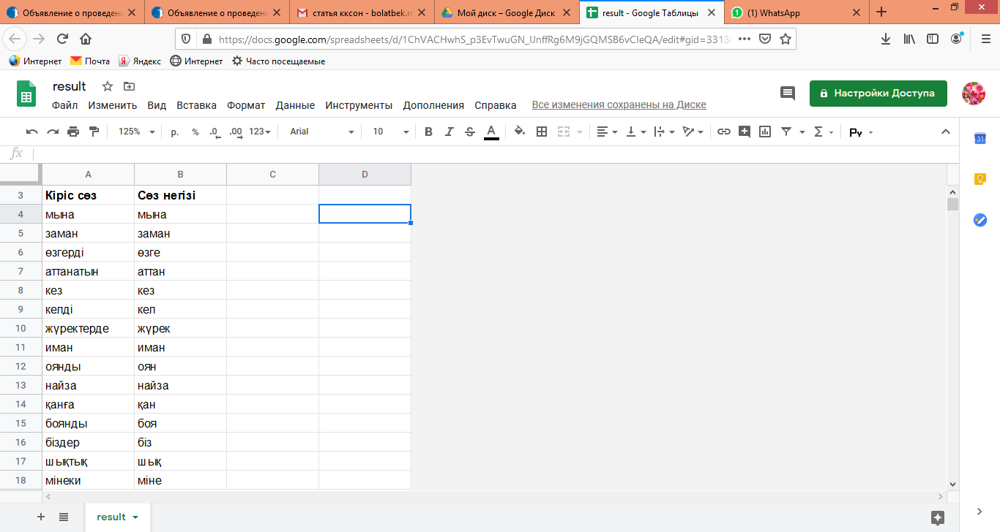 Объявление о проведени
Объявление о проведени
статья кксон - bolatbek.m
Мой диск – Google Диск
result - Google Таблицы
(1) WhatsApp
https://docs.google.com/spreadsheets/d/1ChVACHwhS_p3EvTwuGN_IJnffRg6M9jGQMSB6vCIeQA/edit#gid=3313
Интернет Почта Яндекс Интернет Часто посещаемые
result
Настройки Доступа
Файл Изменить Вид Вставка Формат Данные Инструменты Дополнения Справка Все изменения сохранены на Диске
125% р. % .0 .00 123 Arial 10 B I S A Σ Ру
31
fx
A B C D
3 Кіріс сөз Сөз негізі
4 мына мына
5 заман заман
6 өзгерді өзге
7 аттанатын аттан
8 кез кез
9 келді кел
10 жүректерде жүрек
11 иман иман
12 оянды оян
13 найза найза
14 қанға қан
15 боянды боя
16 біздер біз
17 шықтық шық
18 мінеки міне
result